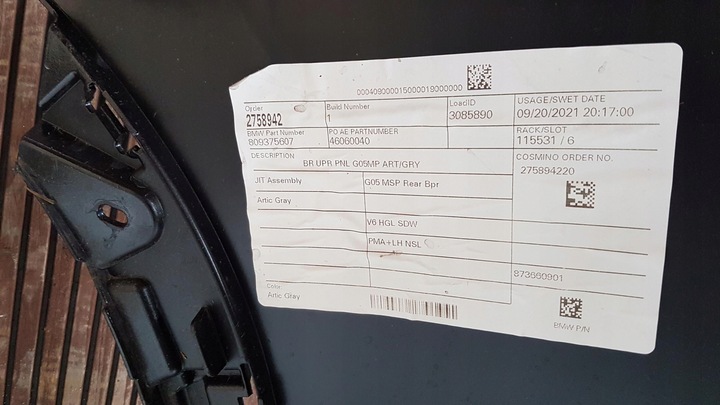 0004090000150000019000000
Order
2758942
Build Number
1
LoadID
3085890
USAGE/SWET DATE
09/20/2021 20:17:00
BMW Part Number
809375607
PO AE PARTNUMBER
46060040
RACK/SLOT
115531 / 6
DESCRIPTION
BR UPR PNL G05MP ART/GRY
COSMINO ORDER NO.
275894220
JIT Assembly
G05 MSP Rear Bpr
Artic Gray
V6 HGL SDW
PMA+LH NSL
873660901
Color
Artic Gray
BMW P/N